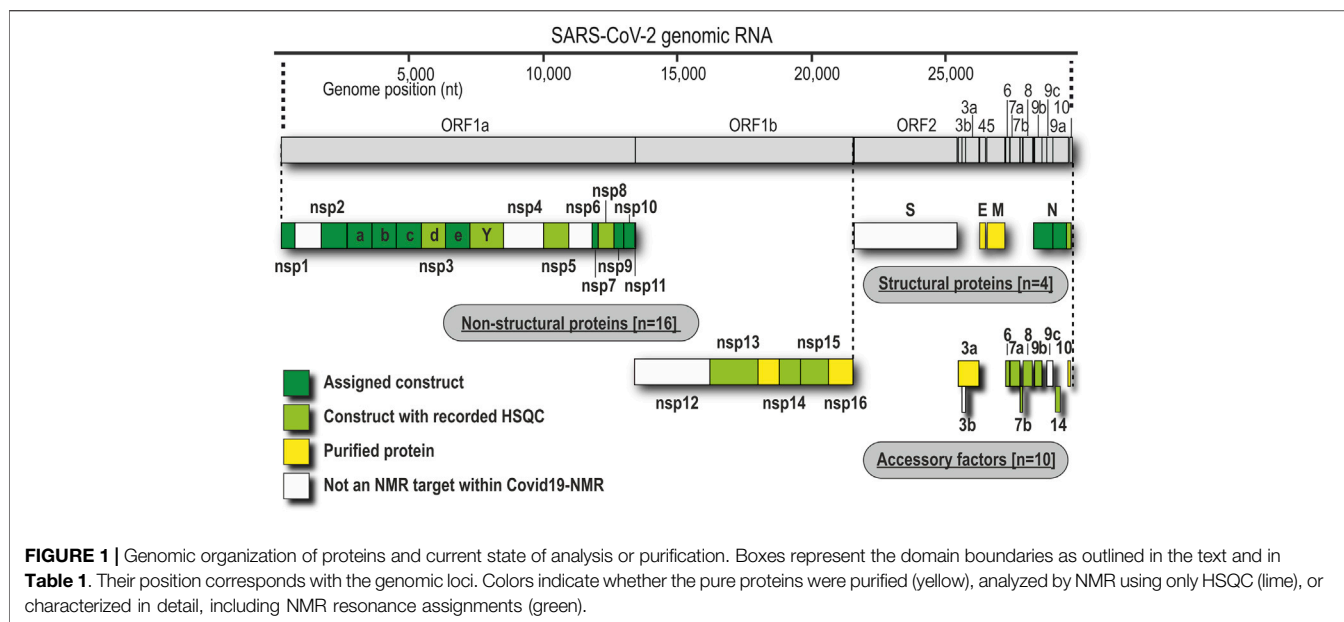 SARS-CoV-2 genomic RNA
5,000 10,000 15,000 20,000 25,000
Genome position (nt)
6 8 9c
3a 7a 9b 10
ORF1a ORF1b ORF2 3b 45 7b 9a
nsp8
nsp2 nsp4 nsp6 nsp10 S E M N
a b c d e Y
nsp1 nsp3 nsp5 nsp9
nsp7 nsp11
Structural proteins [n=4]
Non-structural proteins [n=16]
nsp13 nsp15
6 8 9c
3a 7a 9b 10
nsp12 nsp14 nsp16
3b 7b 14
Accessory factors [n=10]
Assigned construct
Construct with recorded HSQC
Purified protein
Not an NMR target within Covid19-NMR
FIGURE 1 | Genomic organization of proteins and current state of analysis or purification. Boxes represent the domain boundaries as outlined in the text and in
Table 1. Their position corresponds with the genomic loci. Colors indicate whether the pure proteins were purified (yellow), analyzed by NMR using only HSQC (lime), or
characterized in detail, including NMR resonance assignments (green).